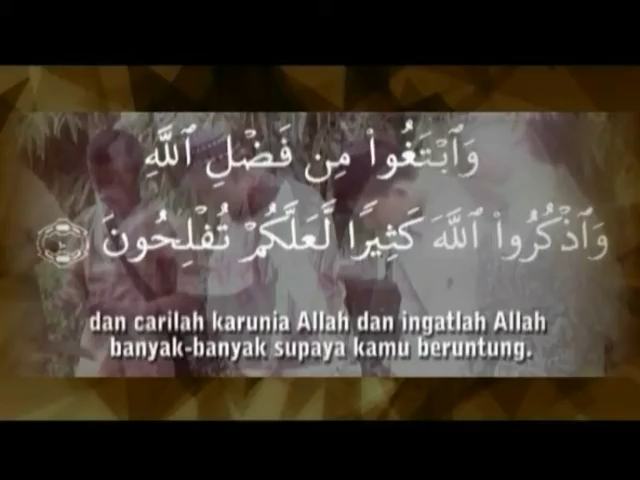 وَٱبْتَغُوا۟ مِن فَضْلِ ٱللَّهِ
وَٱذْكُرُوا۟ ٱللَّهَ كَثِيرًا لَّعَلَّكُمْ تُفْلِحُونَ
dan carilah karunia Allah dan ingatlah Allah
banyak-banyak supaya kamu beruntung.